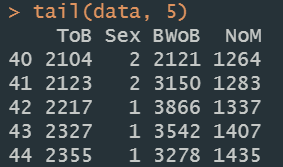 > tail(data, 5)
ToB Sex BWoB NoM
40 2104 2 2121 1264
41 2123 2 3150 1283
42 2217 1 3866 1337
43 2327 1 3542 1407
44 2355 1 3278 1435